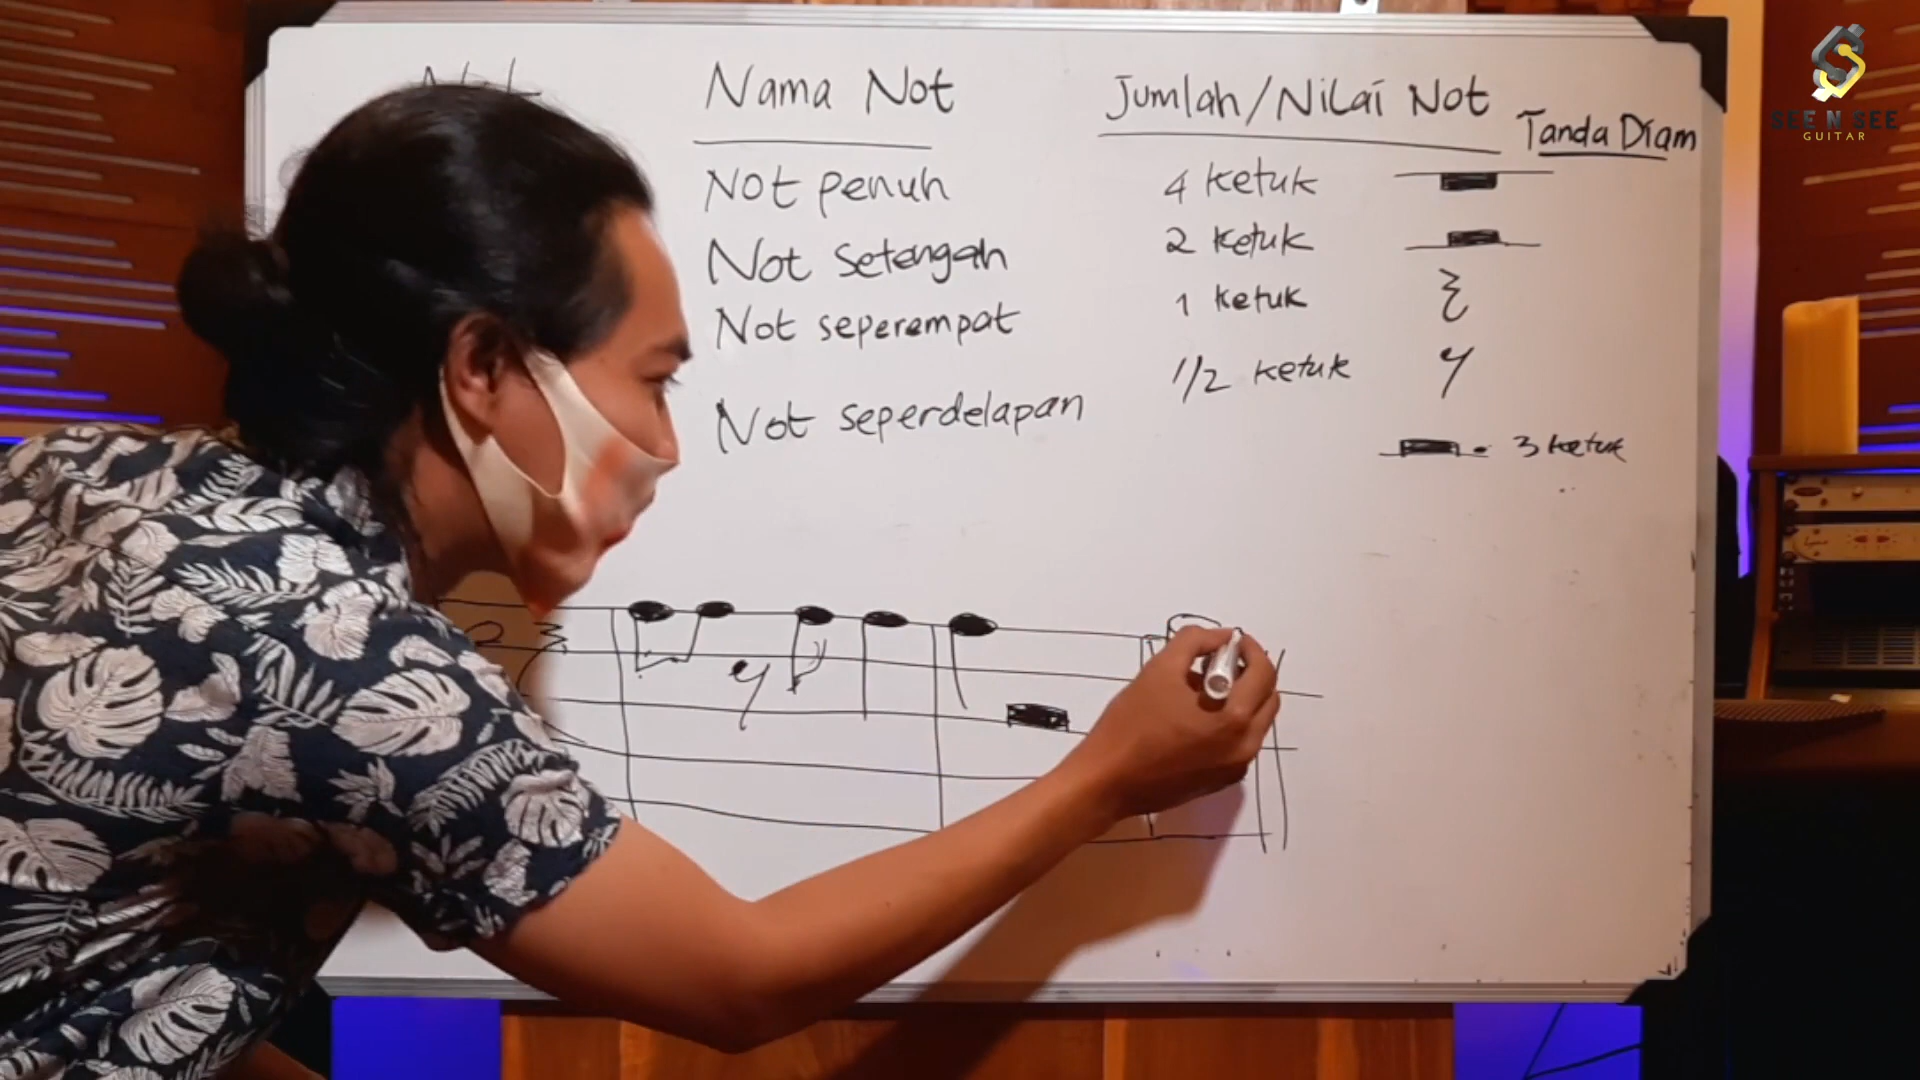 Nama Not
Jumlah/Nilai Not
Tanda Diam
Not penuh
4 ketuk
Not setengah
2 ketuk
Not seperempat
1 ketuk
Not seperdelapan
1/2 ketuk
3 ketuk
2
SEE N SEE
GUITAR